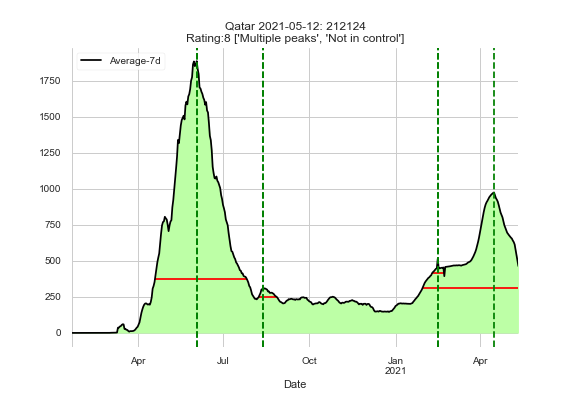 Qatar 2021-05-12: 212124
Rating:8 ['Multiple peaks', 'Not in control']
Average-7d
1750
1500
1250
1000
750
500
250
0
Apr
Jul
Oct
Jan
2021
Apr
Date